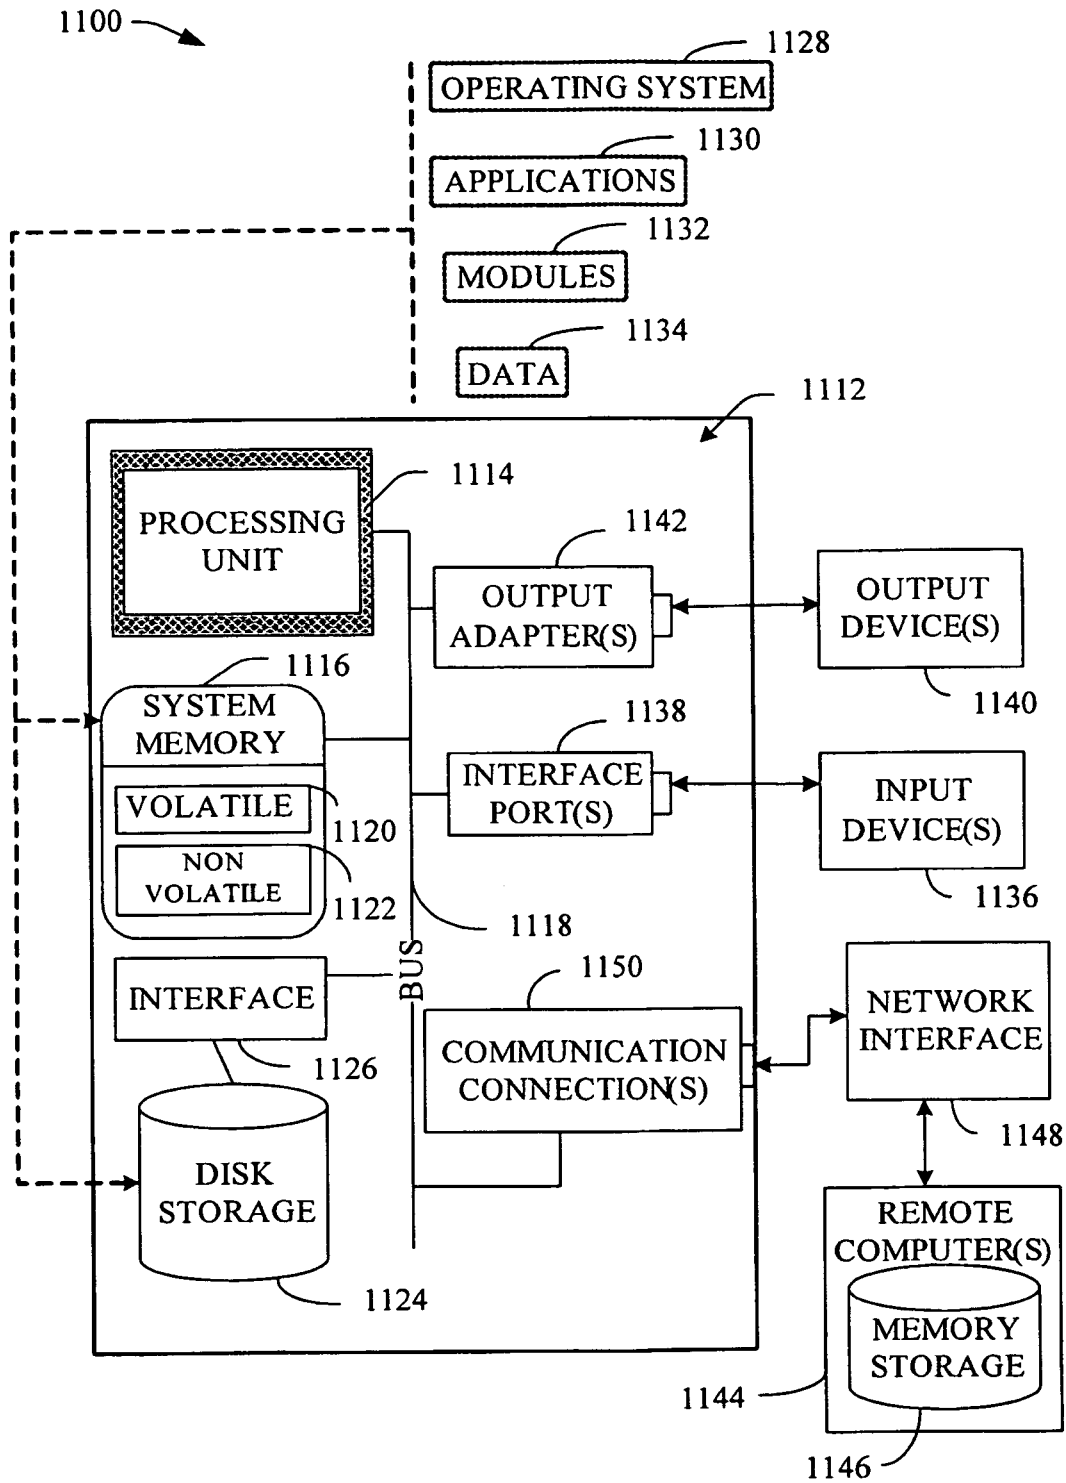 1100
1128
OPERATING SYSTEM
1130
APPLICATIONS
1132
MODULES
1134
DATA
1112
1114
PROCESSING
UNIT
1142
OUTPUT
ADAPTER(S)
OUTPUT
DEVICE(S)
1140
1116
SYSTEM
MEMORY
1138
INTERFACE
PORT(S)
INPUT
DEVICE(S)
1136
VOLATILE
1120
NON
VOLATILE
1122
1118
BUS
INTERFACE
1126
1150
COMMUNICATION
CONNECTION(S)
NETWORK
INTERFACE
1148
DISK
STORAGE
1124
REMOTE
COMPUTER(S)
MEMORY
STORAGE
1144
1146